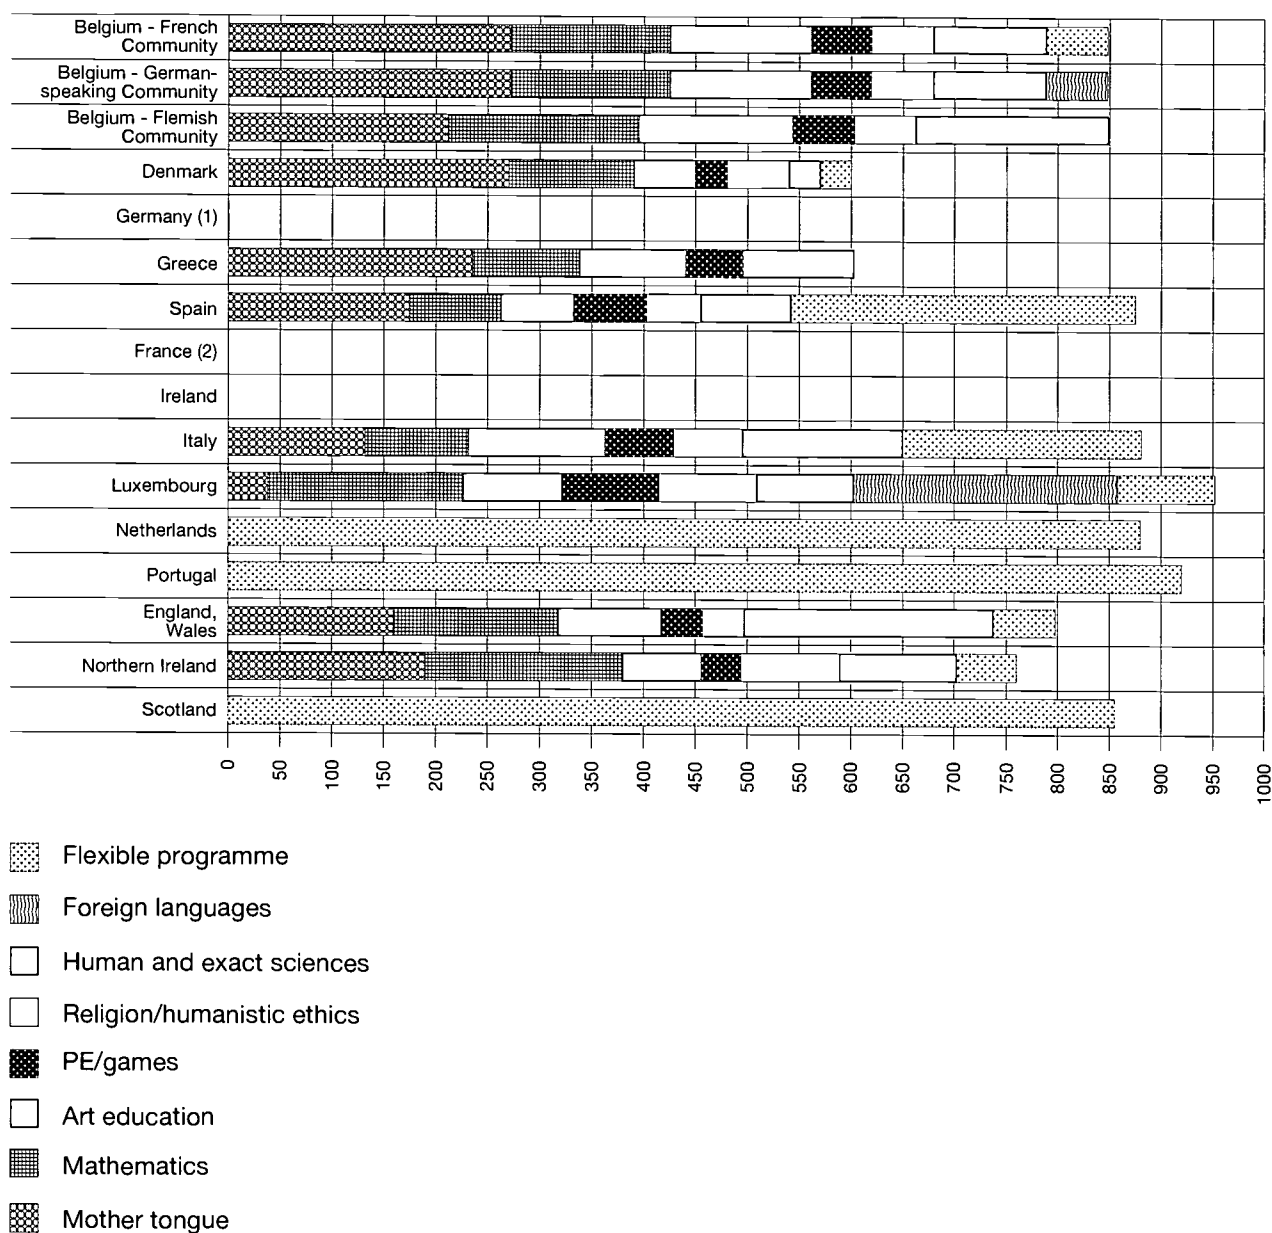 Belgium - French
Community
Belgium - German-
speaking Community
Belgium - Flemish
Community
Denmark
Germany (1)
Greece
Spain
France (2)
Ireland
Italy
Luxembourg
Netherlands
Portugal
England,
Wales
Northern Ireland
Scotland
0 50 100 150 200 250 300 350 400 450 500 550 600 650 700 750 800 850 900 950 1000
Flexible programme
Foreign languages
Human and exact sciences
Religion/humanistic ethics
PE/games
Art education
Mathematics
Mother tongue